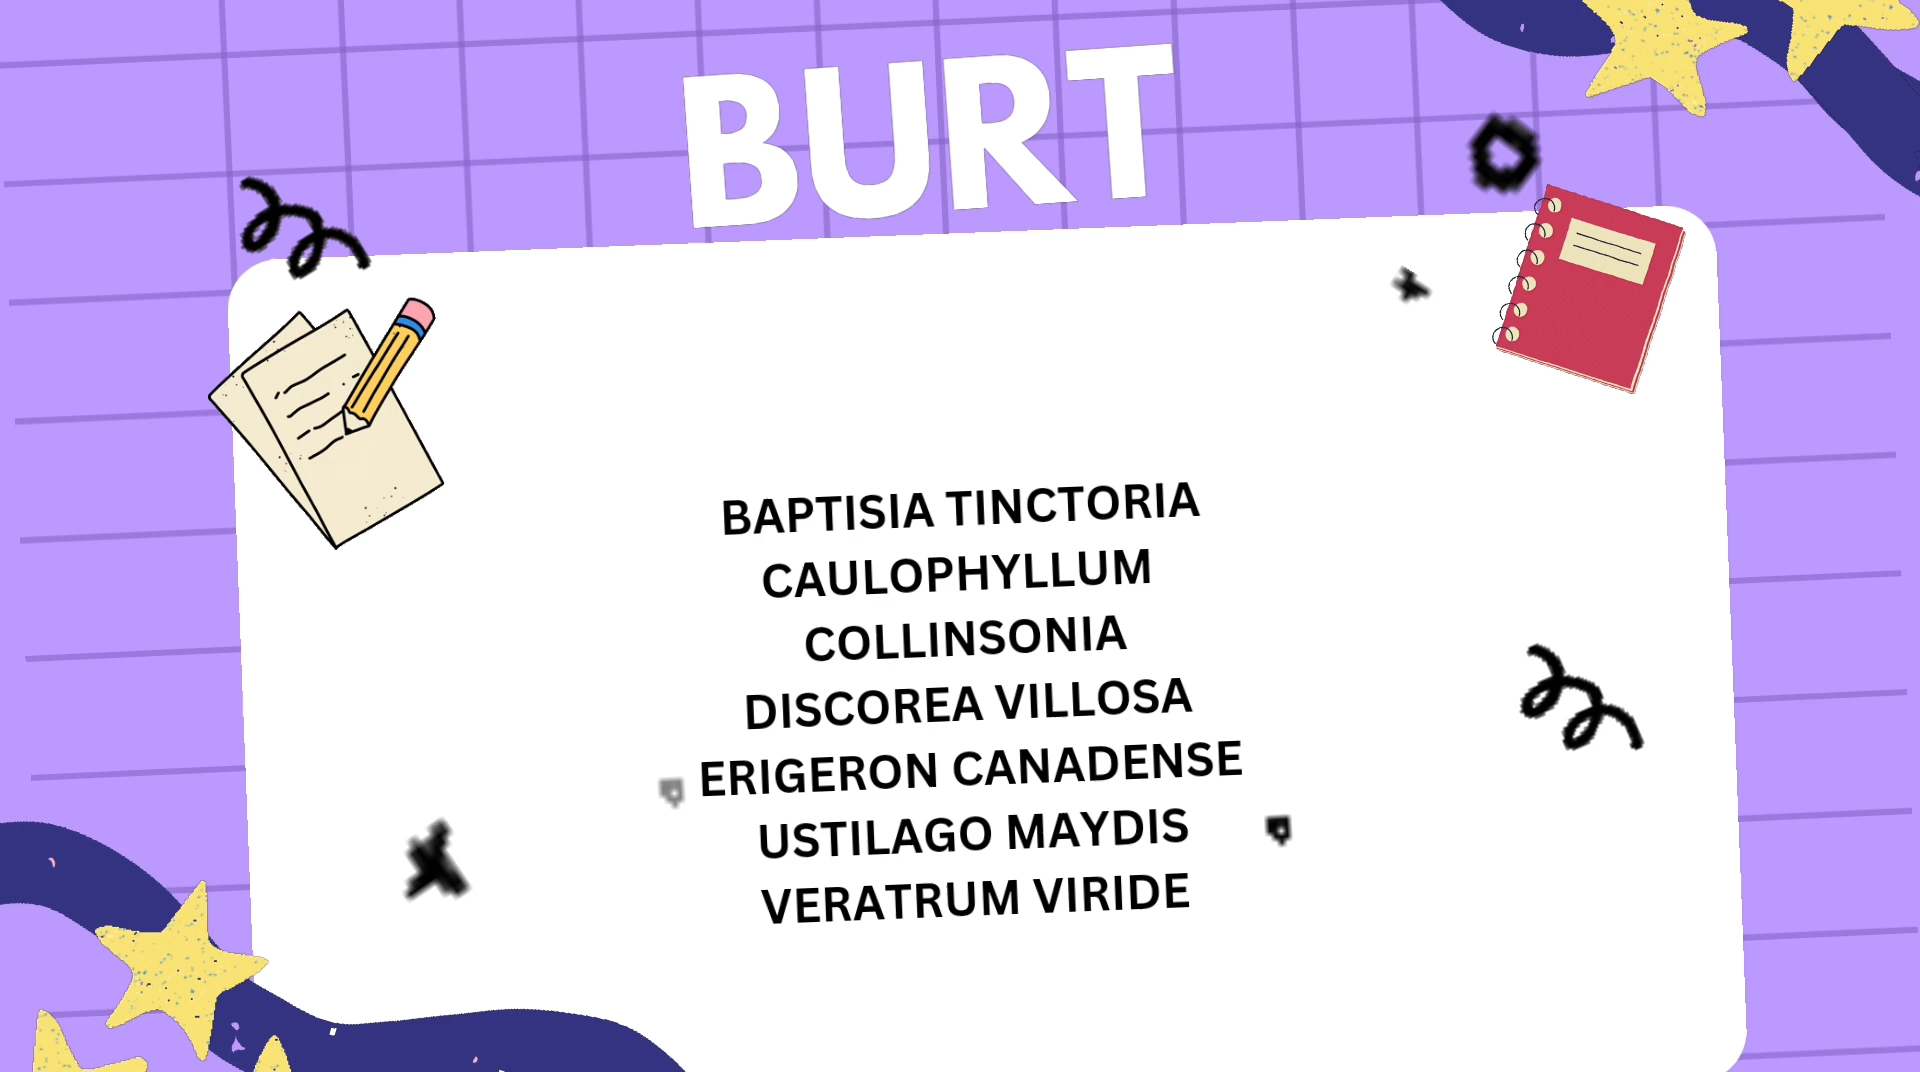 BURT
BAPTISIA TINCTORIA
CAULOPHYLLUM
COLLINSONIA
DISCOREA VILLOSA
ERIGERON CANADENSE
USTILAGO MAYDIS
VERATRUM VIRIDE